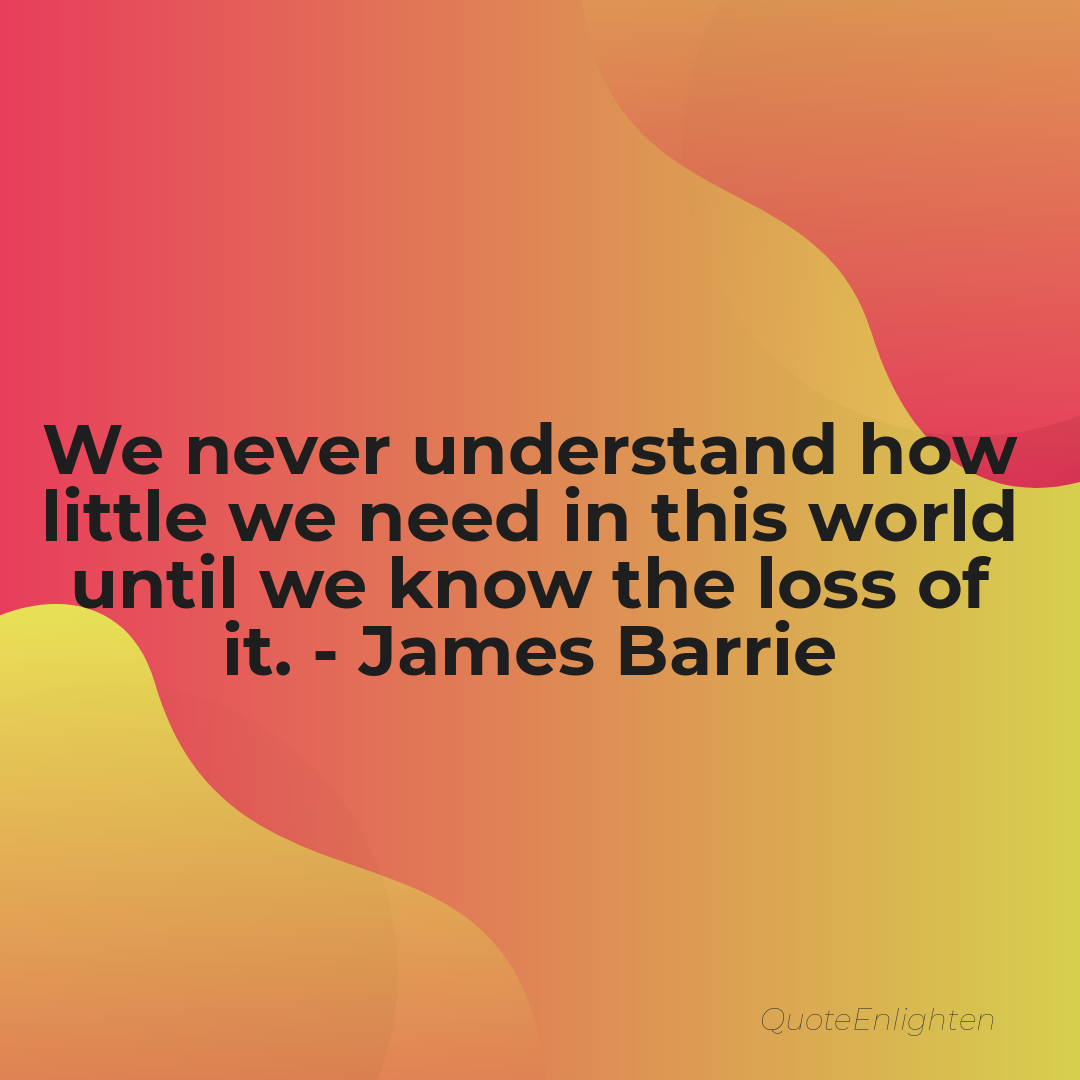 We never understand how
little we need in this world
until we know the loss of
it. - James Barrie
QuoteEnlighten